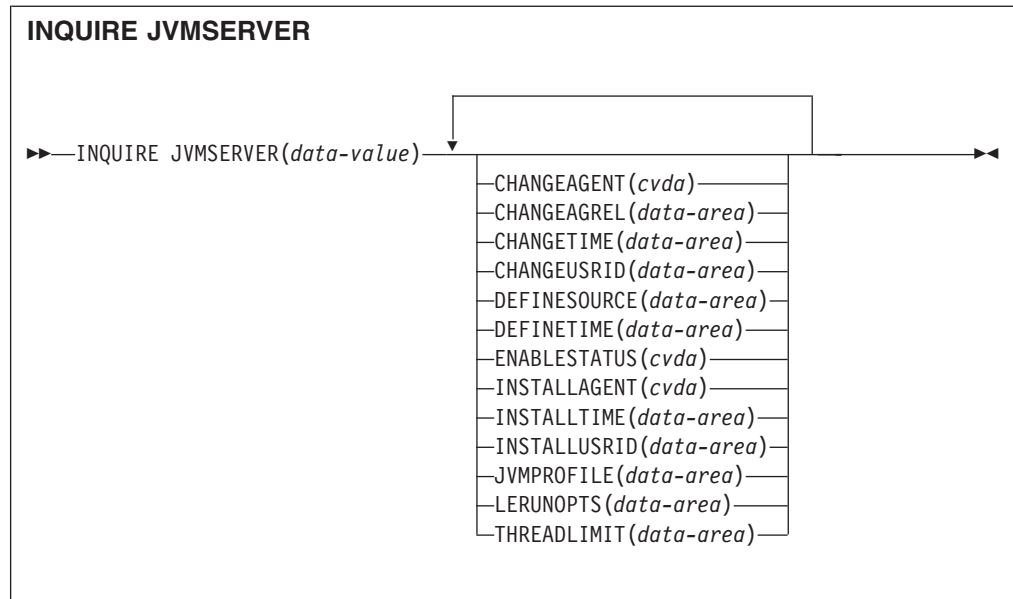 INQUIRE JVMSERVER
INQUIRE JVMSERVER(data-value)
CHANGEAGENT(cvda)
CHANGEAGREL(data-area)
CHANGETIME(data-area)
CHANGEUSRID(data-area)
DEFINESOURCE(data-area)
DEFINETIME(data-area)
ENABLESTATUS(cvda)
INSTALLAGENT(cvda)
INSTALLTIME(data-area)
INSTALLUSRID(data-area)
JVMPROFILE(data-area)
LERUNOPTS(data-area)
THREADLIMIT(data-area)